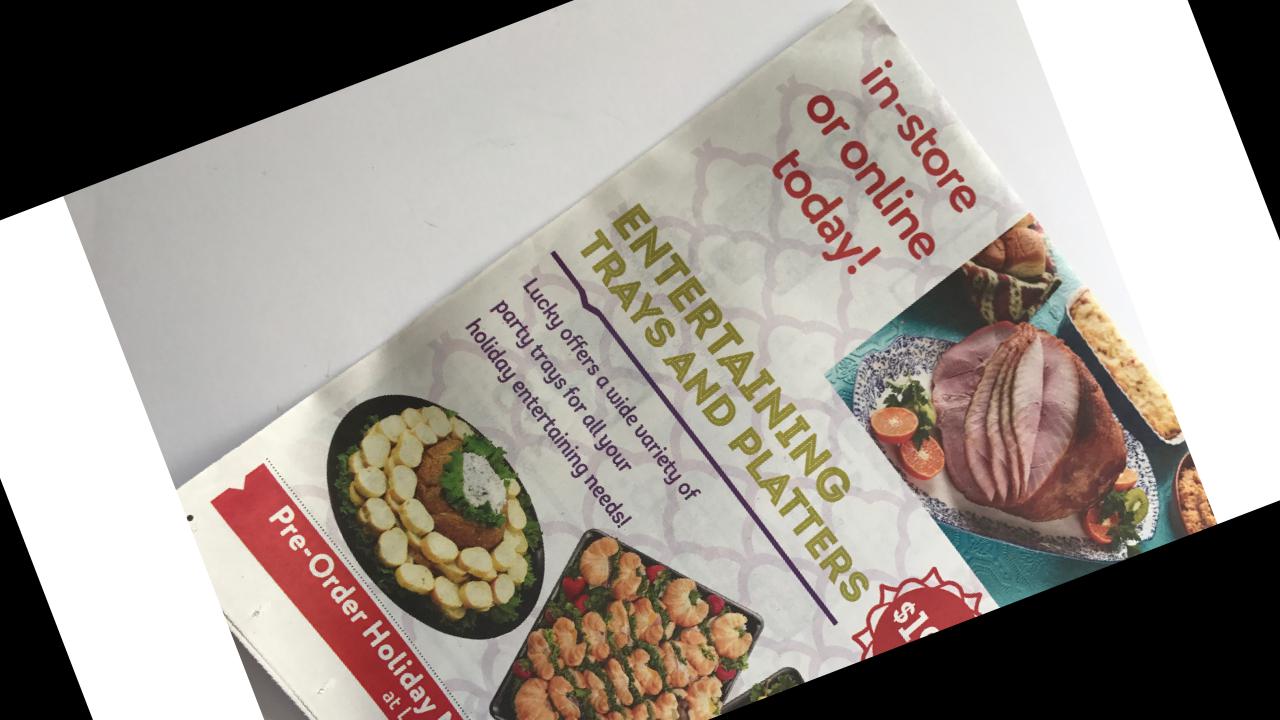 in-store
or online
today!
ENTERTAINING
TRAYS AND PLATTERS
Lucky offers a wide variety of
party trays for all your
holiday entertaining needs!
Pre-Order Holiday
at